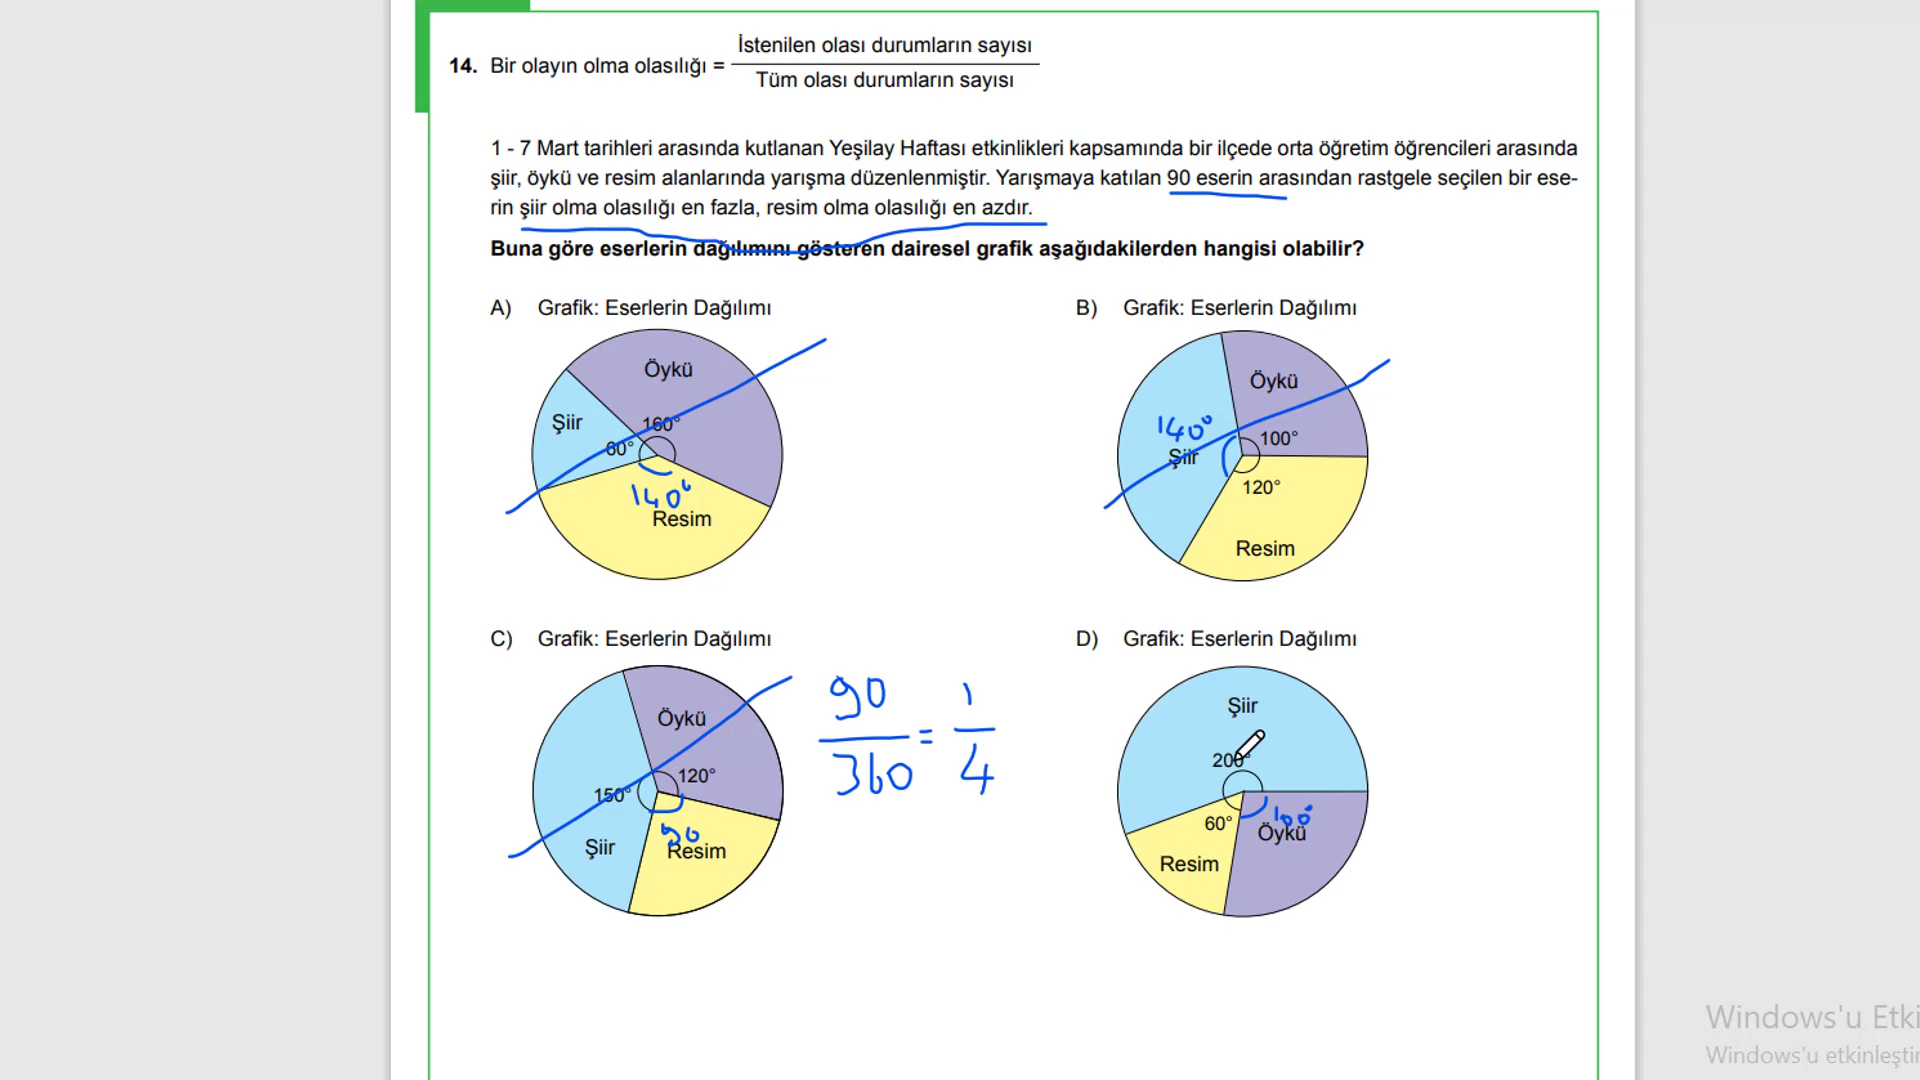 14. Bir olayın olma olasılığı = İstenilen olası durumların sayısı
Tüm olası durumların sayısı
1 - 7 Mart tarihleri arasında kutlanan Yeşilay Haftası etkinlikleri kapsamında bir ilçede orta öğretim öğrencileri arasında
şiir, öykü ve resim alanlarında yarışma düzenlenmiştir. Yarışmaya katılan 90 eserin arasından rastgele seçilen bir ese-
rin şiir olma olasılığı en fazla, resim olma olasılığı en azdır.
Buna göre eserlerin dağılımını gösteren dairesel grafik aşağıdakilerden hangisi olabilir?
A) Grafik: Eserlerin Dağılımı
Öykü
Şiir
160°
60°
140°
Resim
B) Grafik: Eserlerin Dağılımı
Öykü
140°
100°
Şiir
120°
Resim
C) Grafik: Eserlerin Dağılımı
Öykü
120°
150°
90
Şiir
Resim
90
360
=
1
4
D) Grafik: Eserlerin Dağılımı
Şiir
200°
60°
100°
Öykü
Resim
Windows'u Etki
Windows'u etkinleştir